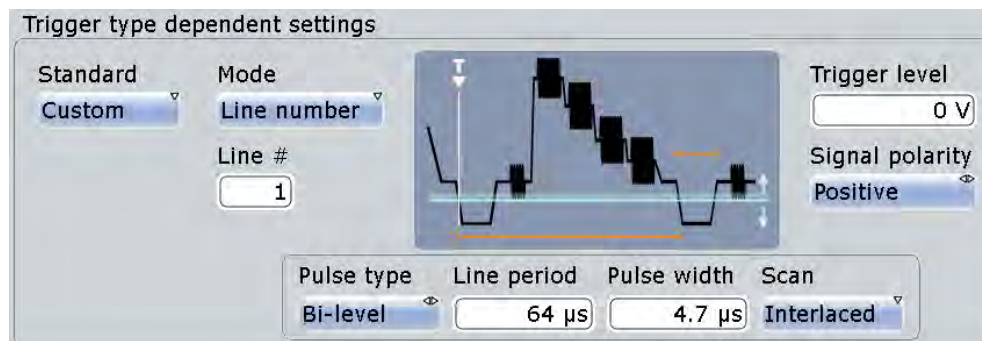 Trigger type dependent settings
Standard Mode Trigger level
Custom Line number 0 V
T
Line # Signal polarity
1 Positive
Pulse type Line period Pulse width Scan
Bi-level 64 µs 4.7 µs Interlaced